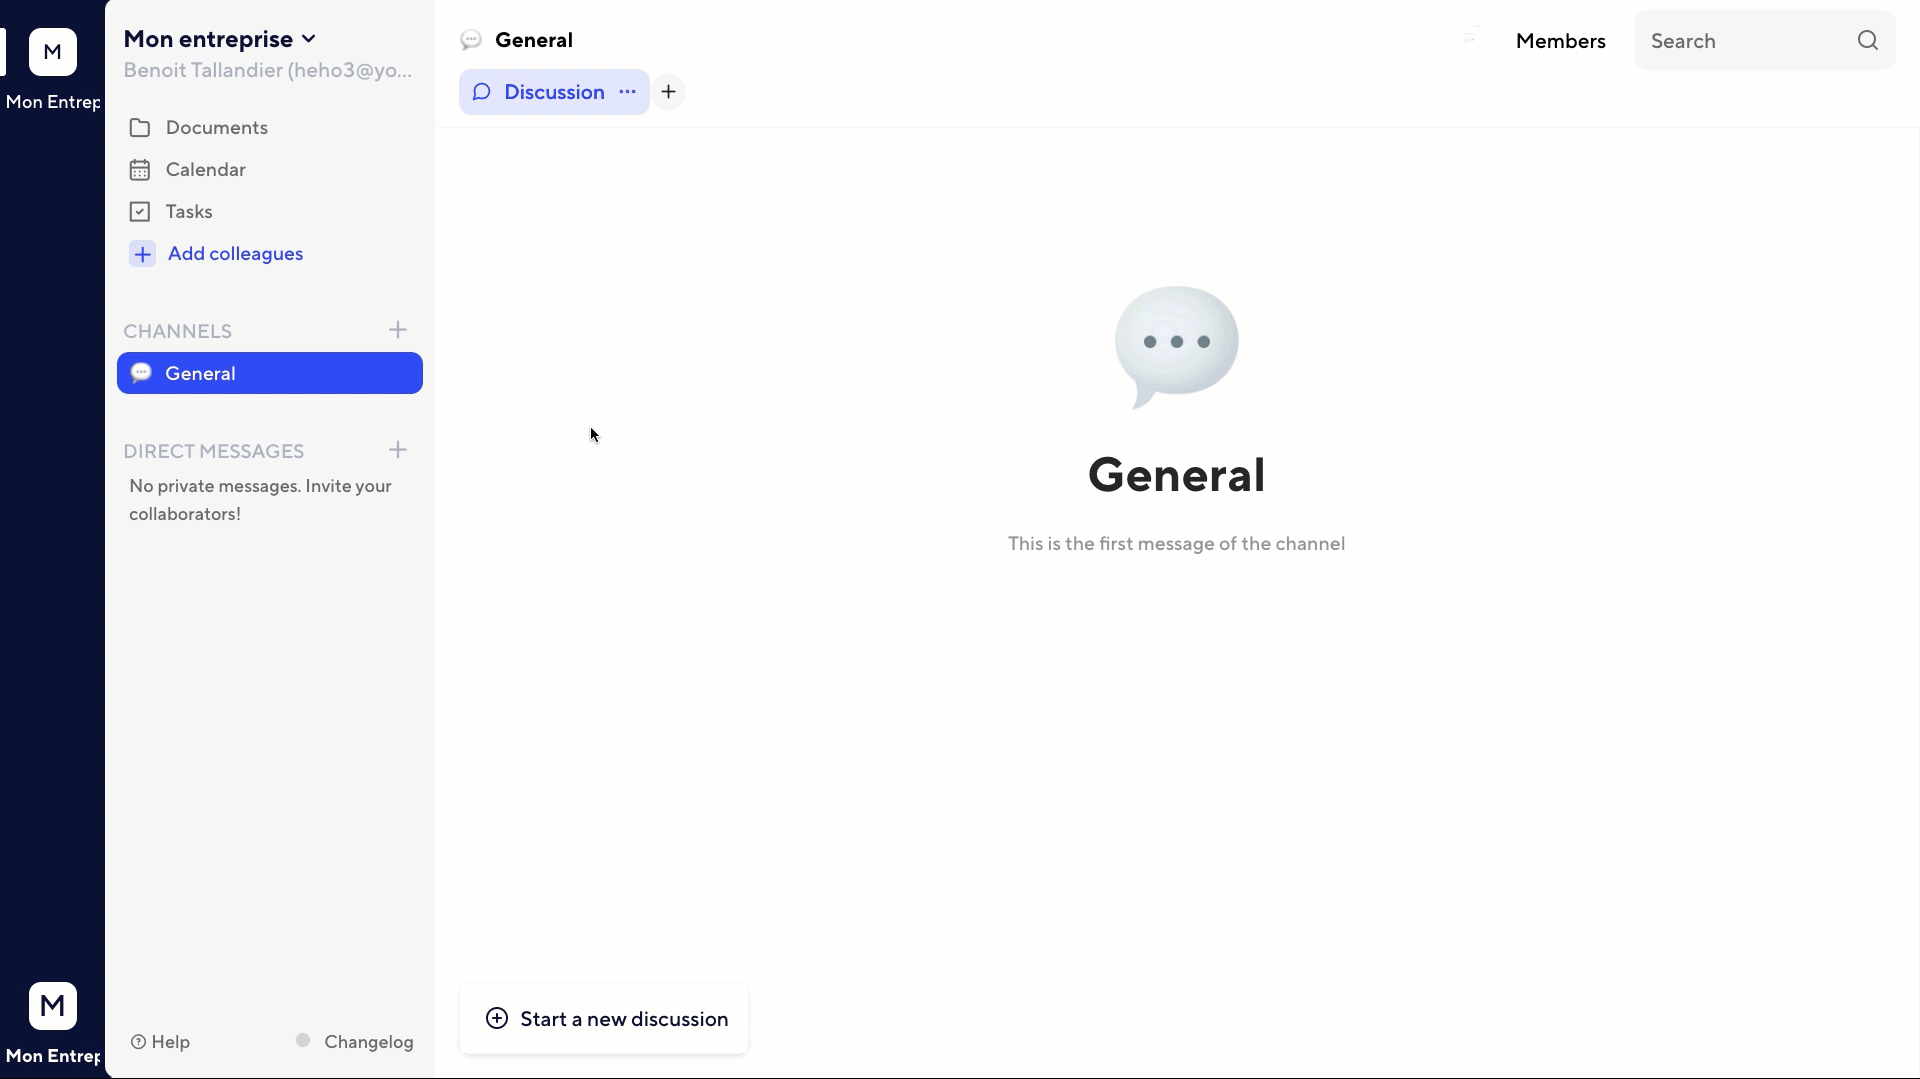 M
Mon Entrep
Mon entreprise
Benoit Tallandier (heho3@yo...
Documents
Calendar
Tasks
Add colleagues
CHANNELS
General
DIRECT MESSAGES
No private messages. Invite your
collaborators!
Help
Changelog
M
Mon Entrep
General
Members
Search
Discussion
General
This is the first message of the channel
Start a new discussion